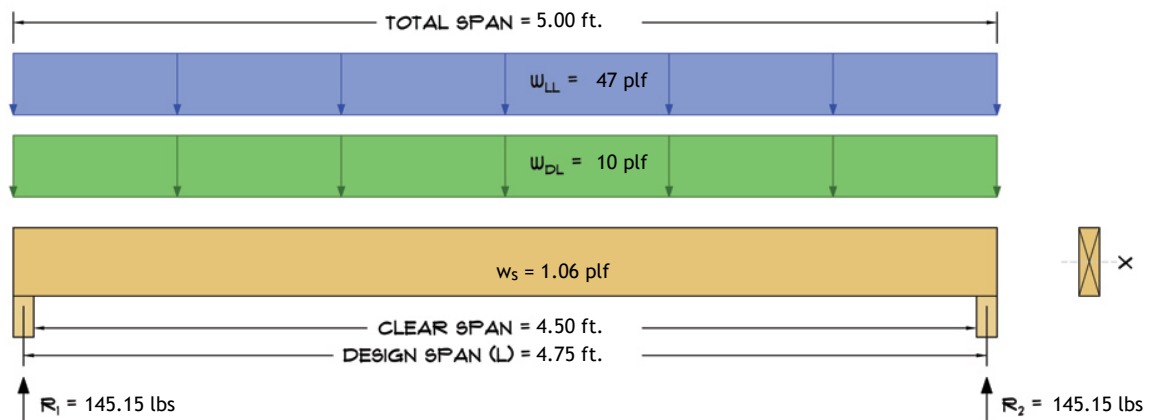 TOTAL SPAN = 5.00 ft.
wLL = 47 plf
wDL = 10 plf
ws = 1.06 plf
X
CLEAR SPAN = 4.50 ft.
DESIGN SPAN (L) = 4.75 ft.
R1 = 145.15 lbs
R2 = 145.15 lbs